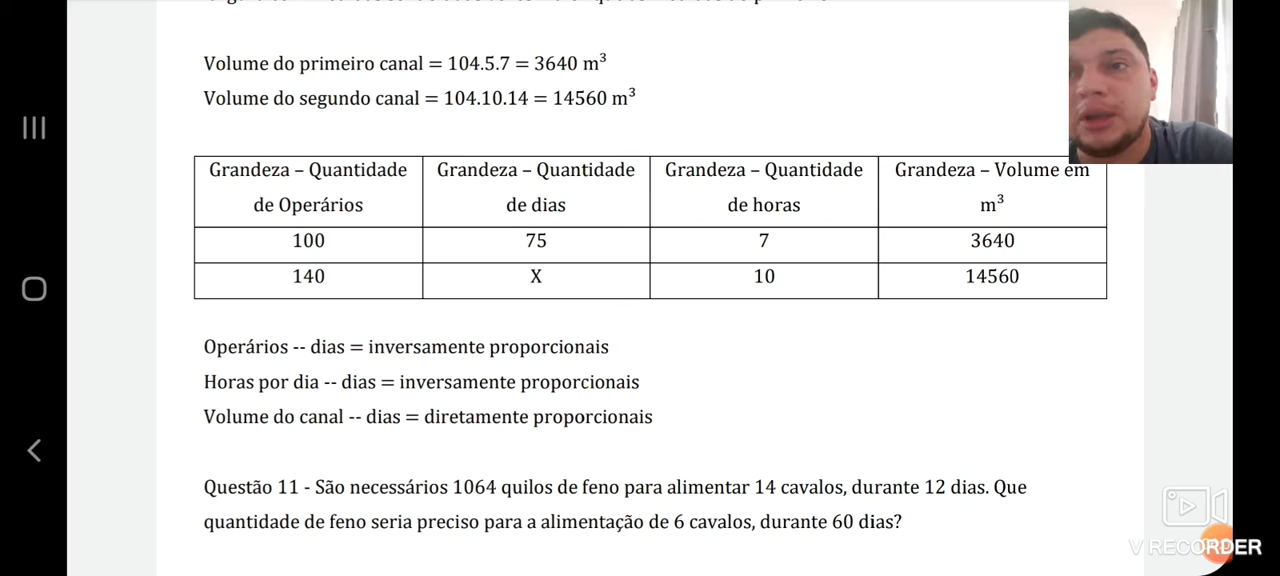 Volume do primeiro canal = 104.5.7 = 3640 m³
Volume do segundo canal = 104.10.14 = 14560 m³
Grandeza – Quantidade de Operários
Grandeza – Quantidade de dias
Grandeza – Quantidade de horas
Grandeza – Volume em m³
100 75 7 3640
140 X 10 14560
Operários -- dias = inversamente proporcionais
Horas por dia -- dias = inversamente proporcionais
Volume do canal -- dias = diretamente proporcionais
Questão 11 - São necessários 1064 quilos de feno para alimentar 14 cavalos, durante 12 dias. Que
quantidade de feno seria preciso para a alimentação de 6 cavalos, durante 60 dias?
V RECORDER